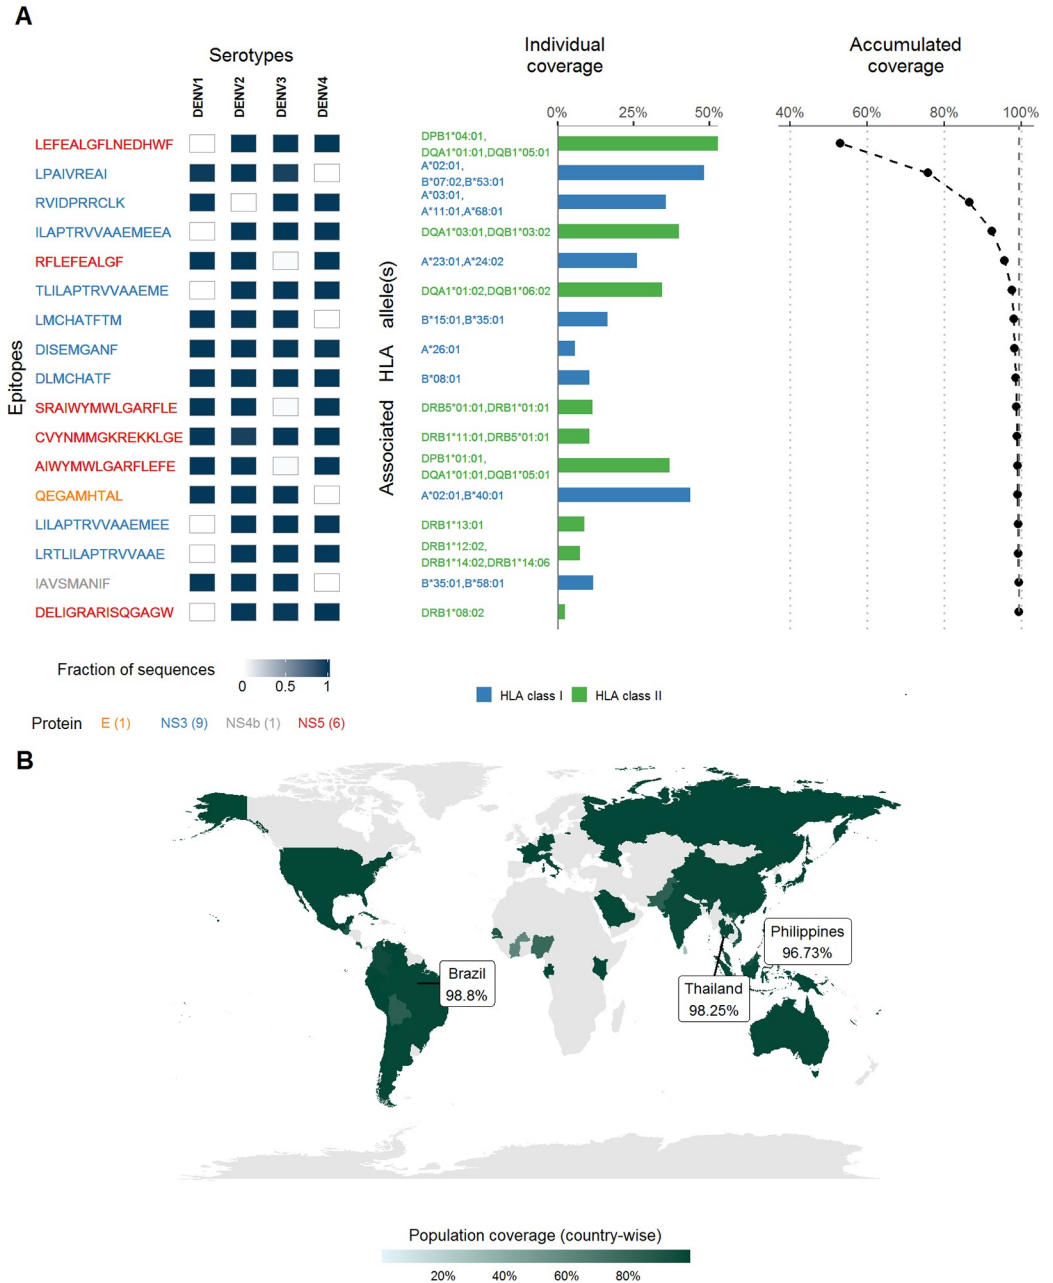 A
Serotypes
Individual
coverage
Accumulated
coverage
DENV1
DENV2
DENV3
DENV4
0%
25%
50%
40%
60%
80%
100%
Epitopes
Associated HLA allele(s)
LEFEALGFLNEDHWF
DPB1*04:01,
DQA1*01:01,DQB1*05:01
LPAIVREAI
A*02:01,
B*07:02,B*53:01
RVIDPRRCLK
A*03:01,
A*11:01,A*68:01
ILAPTRVVAAEMEEA
DQA1*03:01,DQB1*03:02
RFLEFEALGF
A*23:01,A*24:02
TLILAPTRVVAAEME
DQA1*01:02,DQB1*06:02
LMCHATFTM
B*15:01,B*35:01
DISEMGANF
A*26:01
DLMCHATF
B*08:01
SRAIWYMWLGARFLE
DRB5*01:01,DRB1*01:01
CVYNMMGKREKKLGE
DRB1*11:01,DRB5*01:01
AIWYMWLGARFLEFE
DPB1*01:01,
DQA1*01:01,DQB1*05:01
QEGAMHTAL
A*02:01,B*40:01
LILAPTRVVAAEMEE
DRB1*13:01
LRTLILAPTRVVAAE
DRB1*12:02,
DRB1*14:02,DRB1*14:06
IAVSMANIF
B*35:01,B*58:01
DELIGRARISQGAGW
DRB1*08:02
Fraction of sequences
0
0.5
1
HLA class I
HLA class II
Protein
E (1)
NS3 (9)
NS4b (1)
NS5 (6)
B
Philippines
96.73%
Brazil
98.8%
Thailand
98.25%
Population coverage (country-wise)
20%
40%
60%
80%